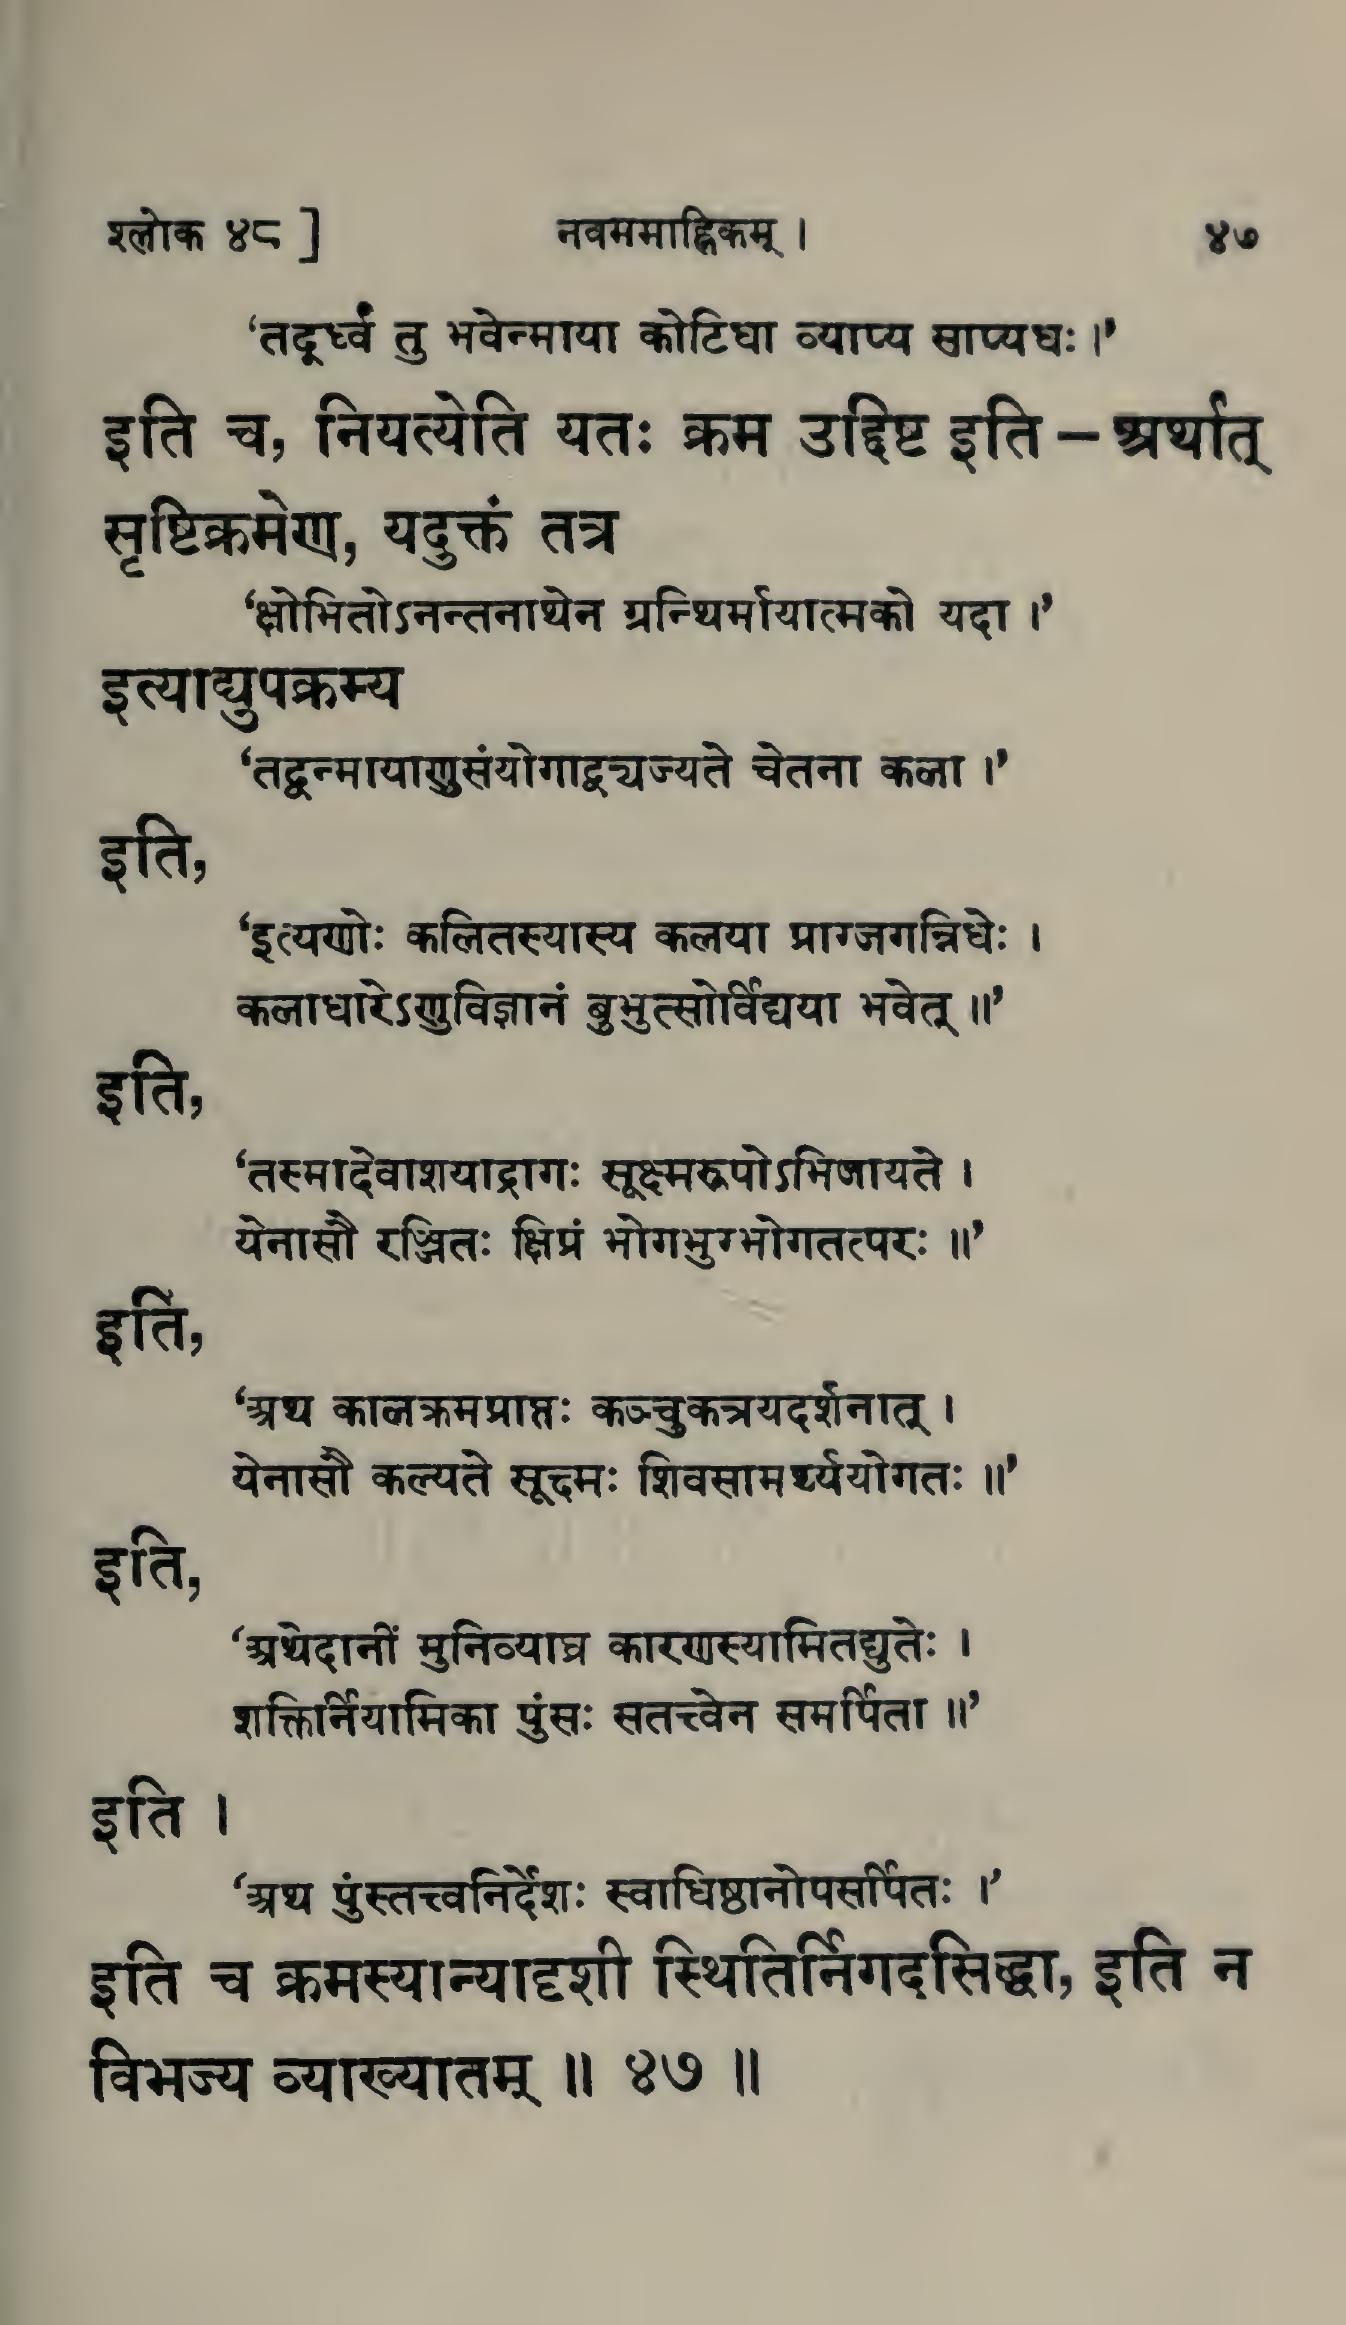 श्लोक ४८ ] नवममाह्निकम् । ४७
‘तदूर्ध्वं तु भवेन्माया कोटिधा व्याप्य साप्यधः ।’
इति च, नियत्येति यतः क्रम उद्दिष्ट इति – अर्थात्
सृष्टिक्रमेण, यदुक्तं तत्र
‘क्षोभितोऽनन्तनाथेन ग्रन्थिर्मायात्मको यदा ।’
इत्याद्युपक्रम्य
‘तद्वन्मायाणुसंयोगाद्व्यज्यते चेतना कला ।’
इति,
‘इत्यणोः कलितस्यास्य कलया प्राग्जगन्निधेः ।
कलाधारेऽणुविज्ञानं बुभुत्सोर्विद्यया भवेत् ॥’
इति,
‘तस्मादेवाशयाद्रागः सूक्ष्मरूपोऽभिजायते ।
येनासौ रञ्जितः क्षिप्रं भोगभुग्भोगतत्परः ॥’
इति,
‘अथ कालक्रमप्राप्तः कञ्चुकत्रयदर्शनात् ।
येनासौ कल्यते सूक्ष्मः शिवसामर्थ्ययोगतः ॥’
इति,
‘अथेदानीं मुनिव्याघ्र कारणस्यामितद्युतेः ।
शक्तिर्नियामिका पुंसः सतत्त्वेन समर्पिता ॥’
इति ।
‘अथ पुंस्तत्त्वनिर्देशः स्वाधिष्ठानोपसर्पितः ।’
इति च क्रमस्यान्यादृशी स्थितिर्निगदसिद्धा, इति न
विभज्य व्याख्यातम् ॥ ४७ ॥